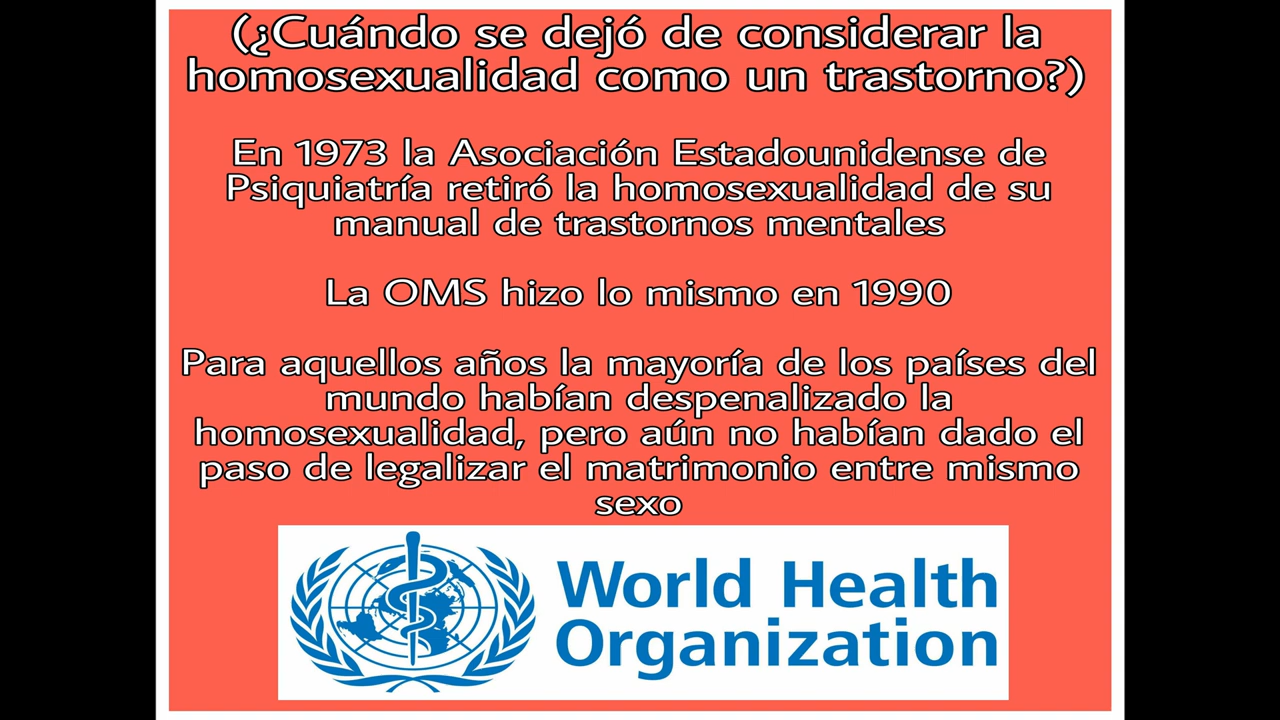 (¿Cuándo se dejó de considerar la
homosexualidad como un trastorno?)
En 1973 la Asociación Estadounidense de
Psiquiatría retiró la homosexualidad de su
manual de trastornos mentales
La OMS hizo lo mismo en 1990
Para aquellos años la mayoría de los países del
mundo habían despenalizado la
homosexualidad, pero aún no habían dado el
paso de legalizar el matrimonio entre mismo
sexo
World Health
Organization